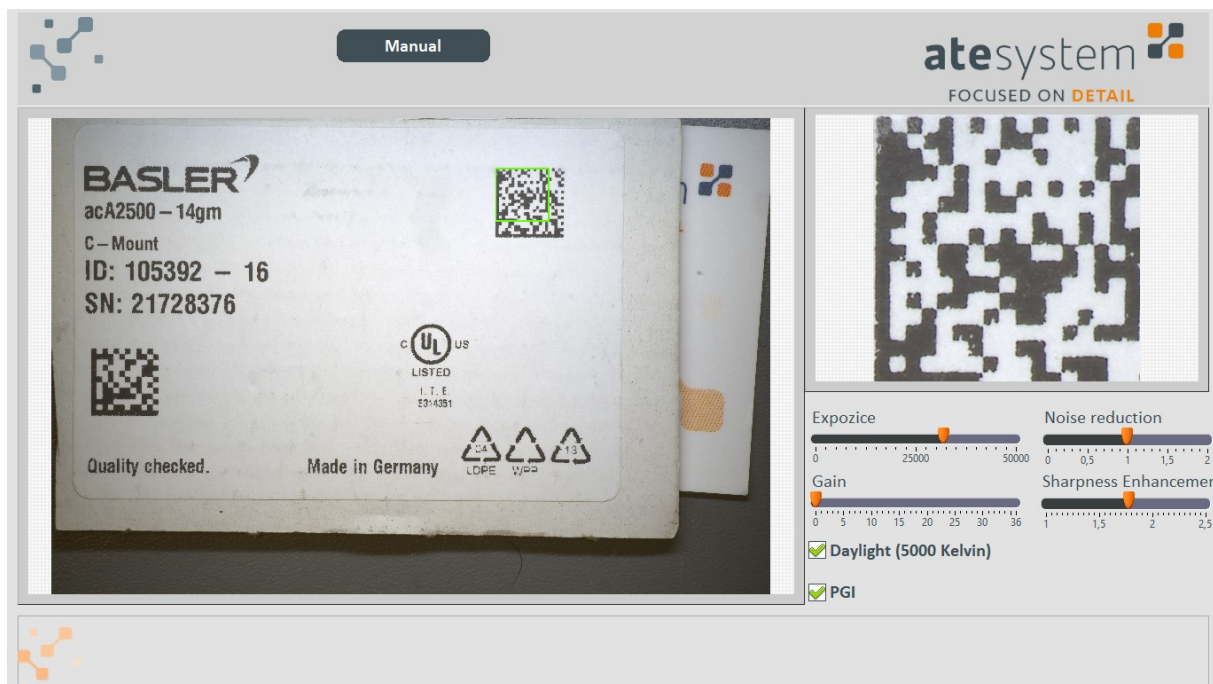 Manual
atesystem
FOCUSED ON DETAIL
BASLER
acA2500 – 14gm
C – Mount
ID: 105392 – 16
SN: 21728376
C UL US
LISTED
I. T. E.
E314351
Quality checked.
Made in Germany
04
LDPE
WPP
13
Expozice
0 25000 50000
Noise reduction
0 0,5 1 1,5 2
Gain
0 5 10 15 20 25 30 36
Sharpness Enhancemer
1 1,5 2 2,5
Daylight (5000 Kelvin)
PGI